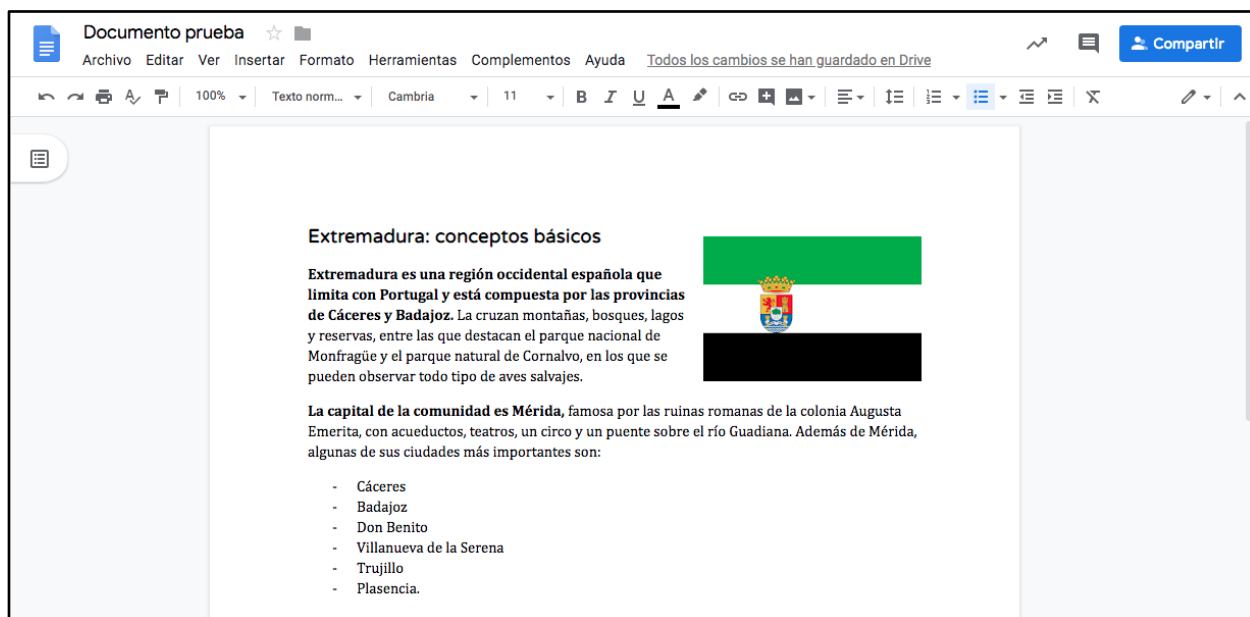 Documento prueba
Archivo Editar Ver Insertar Formato Herramientas Complementos Ayuda Todos los cambios se han guardado en Drive
Compartir
100% Texto norm... Cambria 11 B I U A
Extremadura: conceptos básicos
Extremadura es una región occidental española que
limita con Portugal y está compuesta por las provincias
de Cáceres y Badajoz. La cruzan montañas, bosques, lagos
y reservas, entre las que destacan el parque nacional de
Monfragüe y el parque natural de Cornalvo, en los que se
pueden observar todo tipo de aves salvajes.
La capital de la comunidad es Mérida, famosa por las ruinas romanas de la colonia Augusta
Emerita, con acueductos, teatros, un circo y un puente sobre el río Guadiana. Además de Mérida,
algunas de sus ciudades más importantes son:
- Cáceres
- Badajoz
- Don Benito
- Villanueva de la Serena
- Trujillo
- Plasencia.